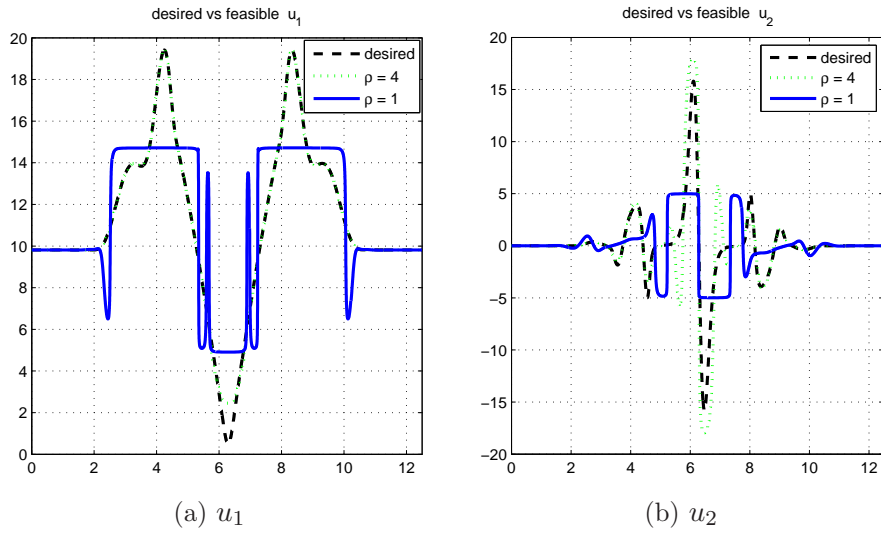 desired vs feasible u1
20
18
16
14
12
10
8
6
4
2
0
0 2 4 6 8 10 12
desired
ρ = 4
ρ = 1
(a) u1
desired vs feasible u2
20
15
10
5
0
−5
−10
−15
−20
0 2 4 6 8 10 12
desired
ρ = 4
ρ = 1
(b) u2